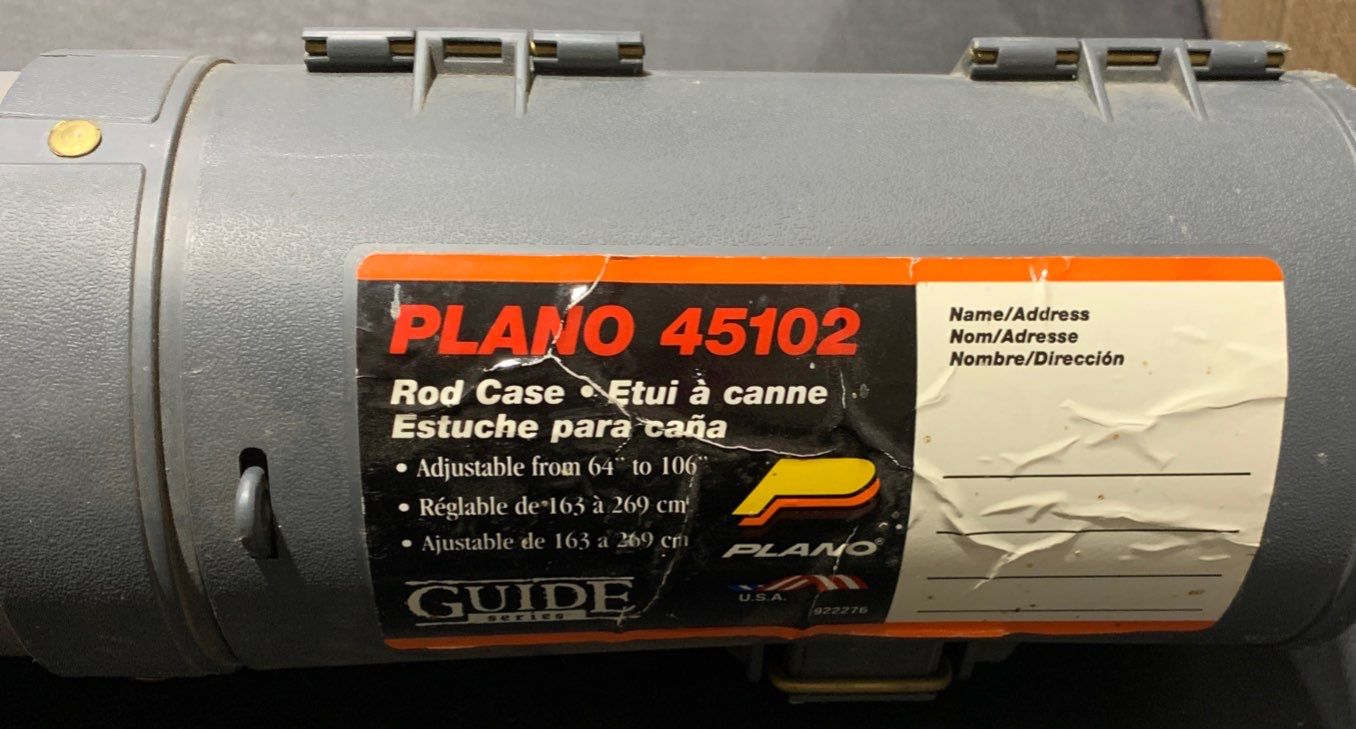 PLANO 45102
Rod Case • Etui à canne
Estuche para caña
• Adjustable from 64" to 106"
• Réglable de 163 à 269 cm
• Ajustable de 163 a 269 cm
GUIDE
series
PLANO®
U.S.A.
922276
Name/Address
Nom/Adresse
Nombre/Dirección